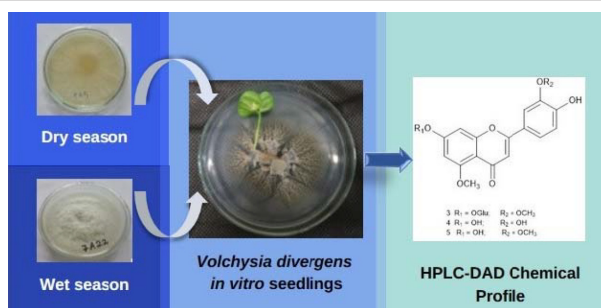 Dry season
7A22
Wet season
Volchysia divergens
in vitro seedlings
OR₂
OH
R₁O
O
OCH₃ O
3 R₁ = OGlu; R₂ = OCH₃
4 R₁ = OH; R₂ = OH
5 R₁ = OH; R₂ = OCH₃
HPLC-DAD Chemical
Profile